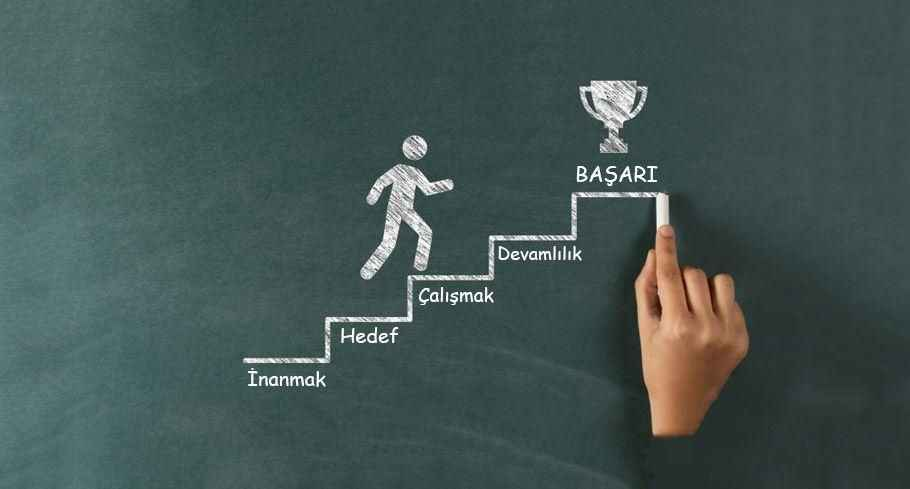 BAŞARI
Devamlılık
Çalışmak
Hedef
İnanmak